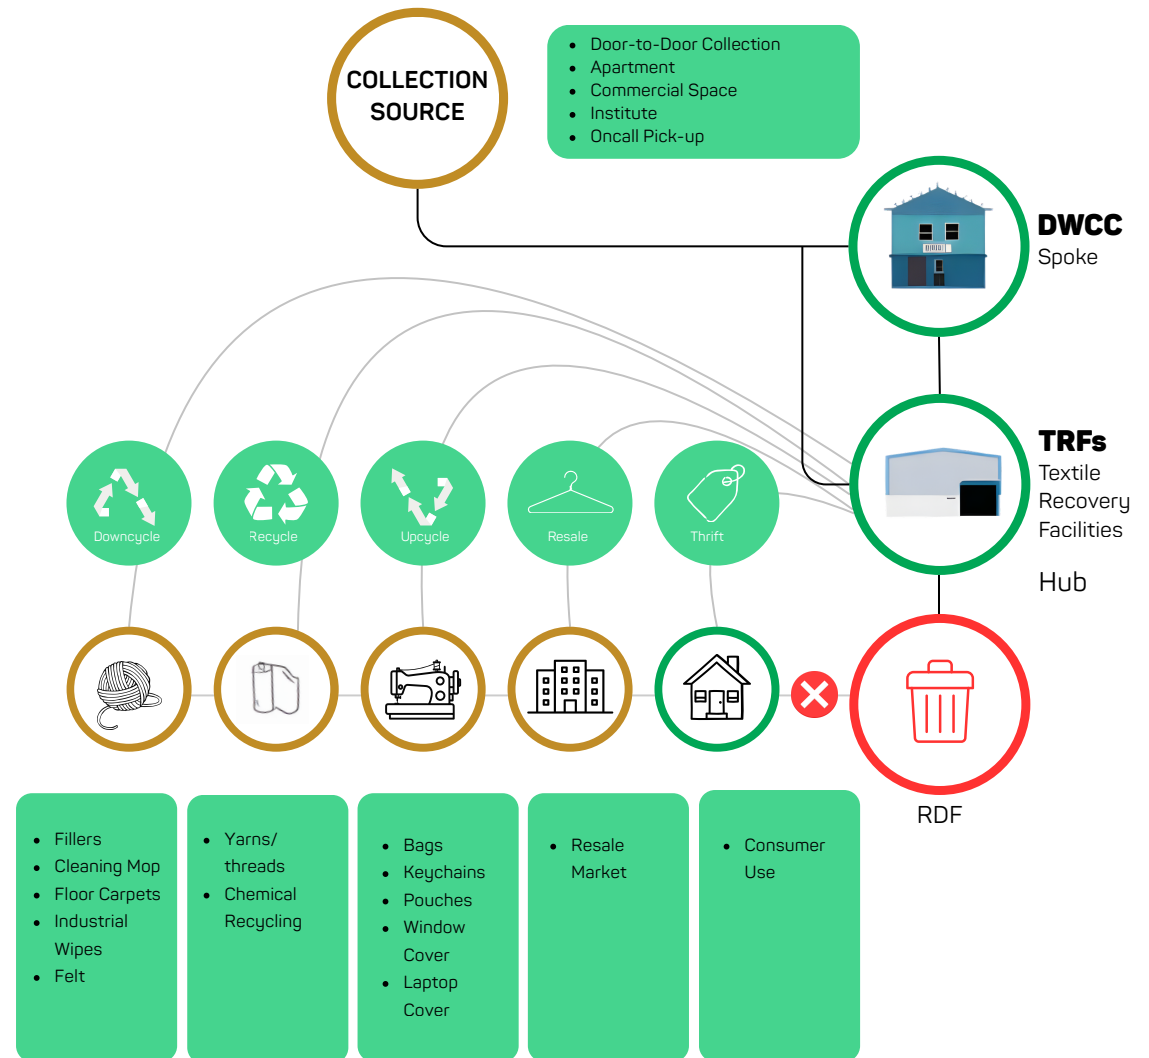 COLLECTION
SOURCE
• Door-to-Door Collection
• Apartment
• Commercial Space
• Institute
• Oncall Pick-up
DWCC
Spoke
TRFs
Textile
Recovery
Facilities
Hub
Downcycle
Recycle
Upcycle
Resale
Thrift
RDF
• Fillers
• Cleaning Mop
• Floor Carpets
• Industrial
Wipes
• Felt
• Yarns/
threads
• Chemical
Recycling
• Bags
• Keychains
• Pouches
• Window
Cover
• Laptop
Cover
• Resale
Market
• Consumer
Use